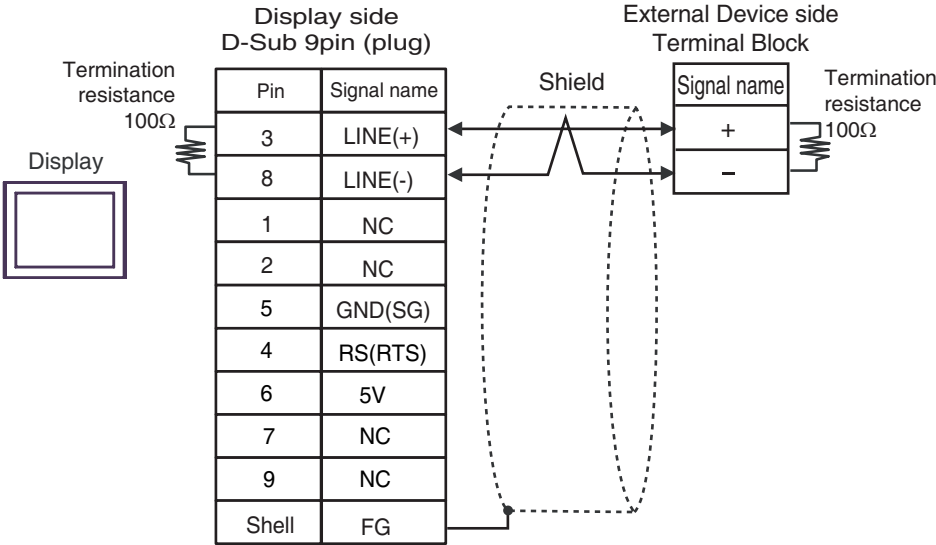 Display side
D-Sub 9pin (plug)
External Device side
Terminal Block
Termination
resistance
100Ω
Pin Signal name
Shield
Signal name
Termination
resistance
100Ω
3 LINE(+)
+
Display
8 LINE(-)
–
1 NC
2 NC
5 GND(SG)
4 RS(RTS)
6 5V
7 NC
9 NC
Shell FG